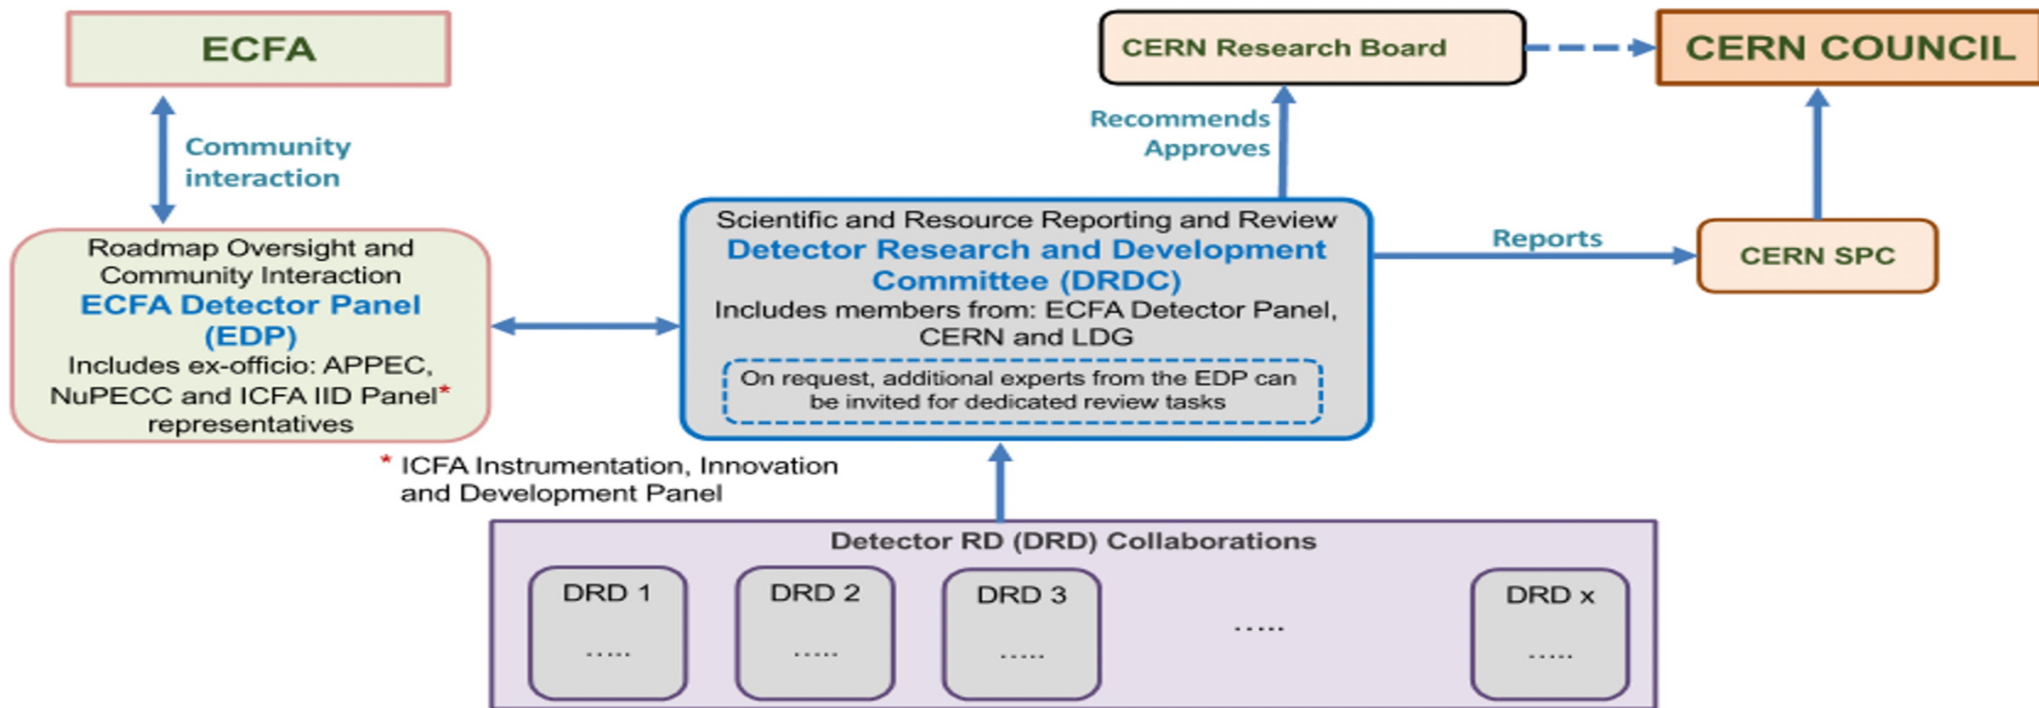 ECFA
CERN Research Board
CERN COUNCIL
Community
interaction
Recommends
Approves
Roadmap Oversight and
Community Interaction
ECFA Detector Panel
(EDP)
Includes ex-officio: APPEC,
NuPECC and ICFA IID Panel*
representatives
Scientific and Resource Reporting and Review
Detector Research and Development
Committee (DRDC)
Includes members from: ECFA Detector Panel,
CERN and LDG
On request, additional experts from the EDP can
be invited for dedicated review tasks
Reports
CERN SPC
* ICFA Instrumentation, Innovation
and Development Panel
Detector RD (DRD) Collaborations
DRD 1
.....
DRD 2
.....
DRD 3
.....
.....
DRD x
.....